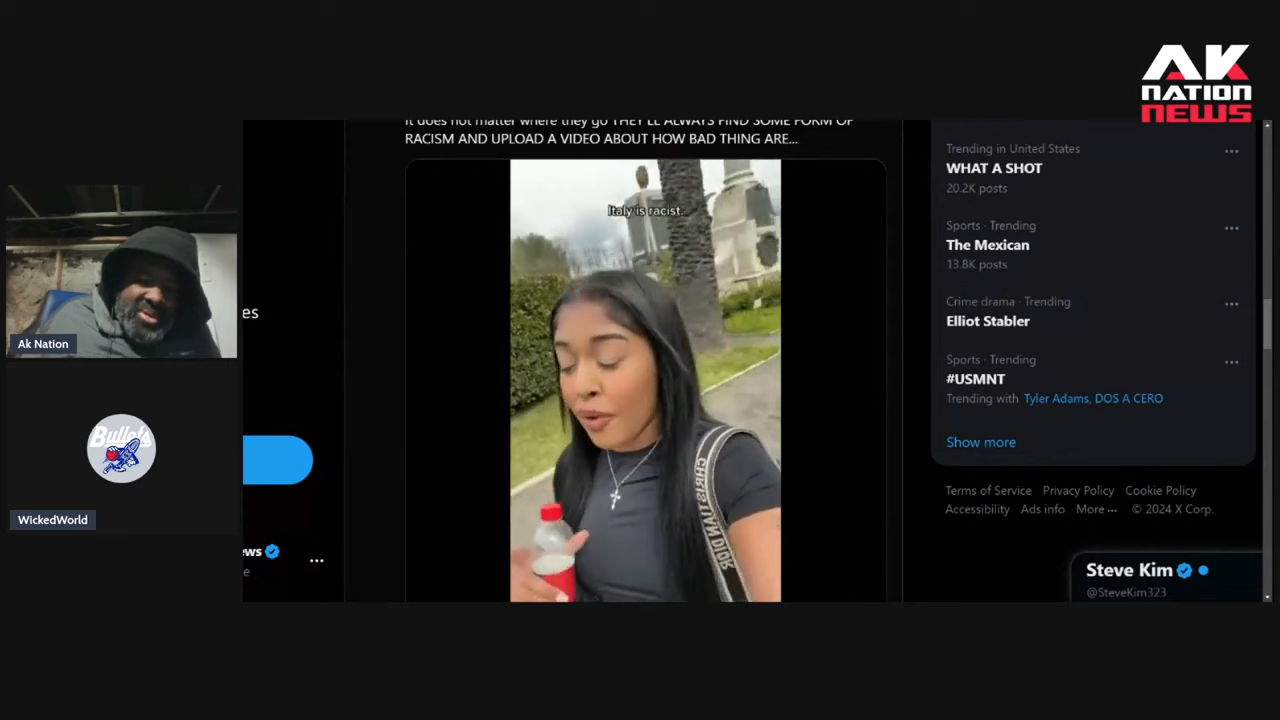 AK
NATION
NEWS
It does not matter where they go THEY'LL ALWAYS FIND SOME FORM OF
RACISM AND UPLOAD A VIDEO ABOUT HOW BAD THING ARE...
Italy is racist.
CHRISTIAN DIOR
Ak Nation
Bullets
WickedWorld
es
ews
e
Trending in United States
WHAT A SHOT
20.2K posts
Sports · Trending
The Mexican
13.8K posts
Crime drama · Trending
Elliot Stabler
Sports · Trending
#USMNT
Trending with Tyler Adams, DOS A CERO
Show more
Terms of Service Privacy Policy Cookie Policy
Accessibility Ads info More ··· © 2024 X Corp.
Steve Kim
@SteveKim323